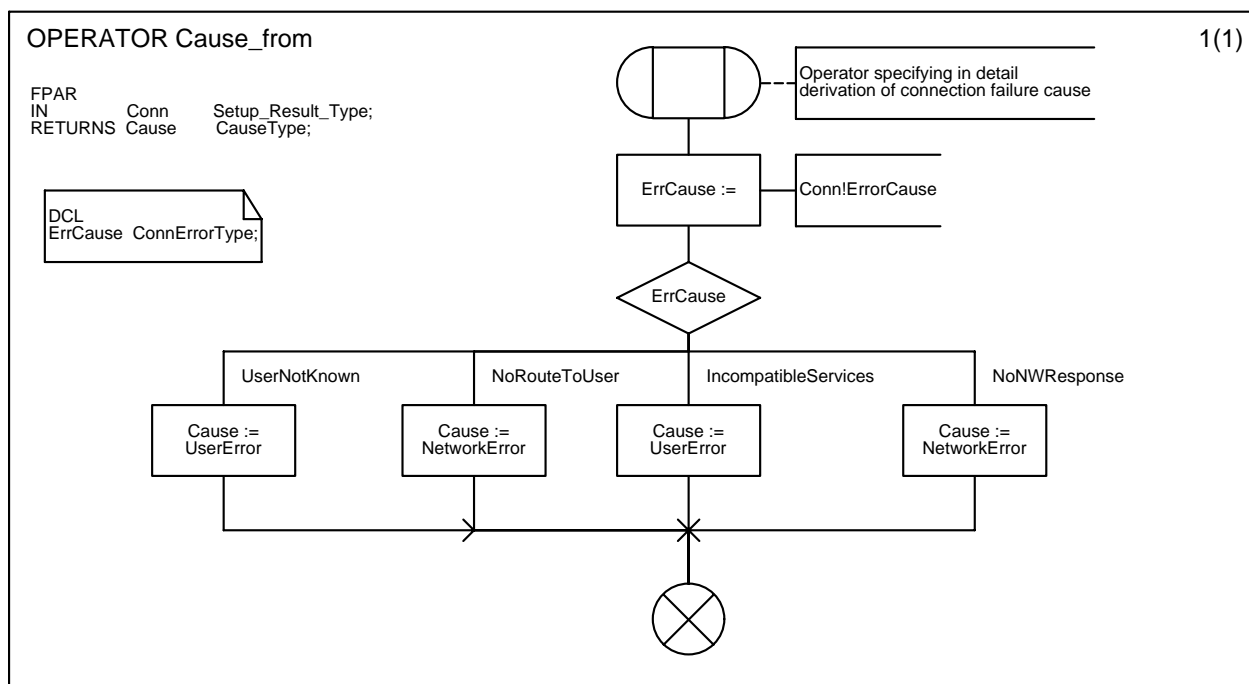 OPERATOR Cause_from
1(1)
FPAR
IN Conn Setup_Result_Type;
RETURNS Cause CauseType;
Operator specifying in detail
derivation of connection failure cause
DCL
ErrCause ConnErrorType;
ErrCause :=
Conn!ErrorCause
ErrCause
UserNotKnown
NoRouteToUser
IncompatibleServices
NoNWResponse
Cause :=
UserError
Cause :=
NetworkError
Cause :=
UserError
Cause :=
NetworkError